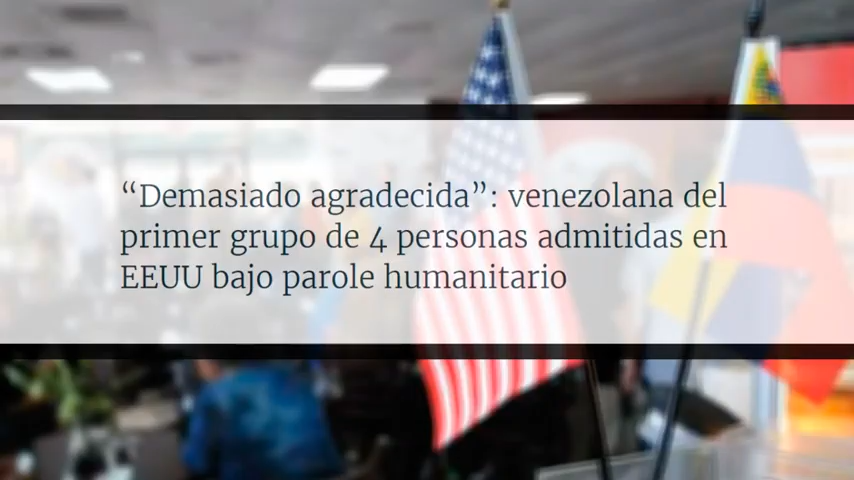 “Demasiado agradecida”: venezolana del
primer grupo de 4 personas admitidas en
EEUU bajo parole humanitario